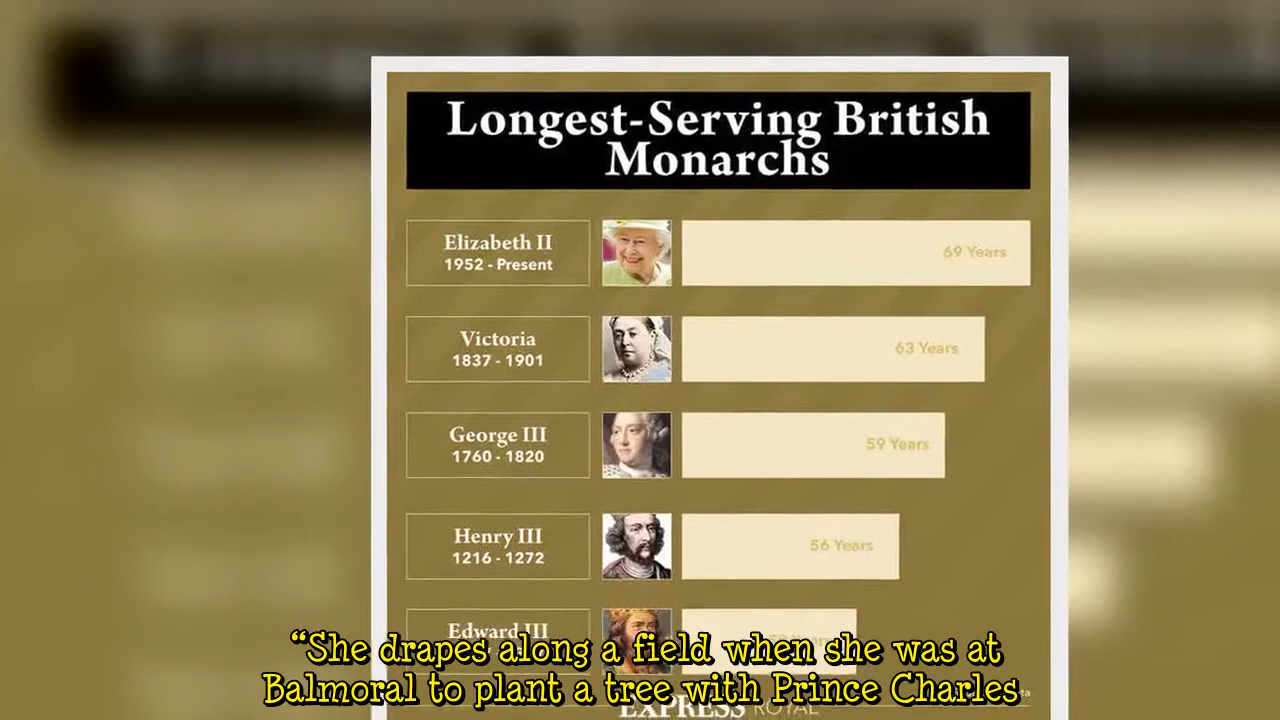 Longest-Serving British
Monarchs
Elizabeth II
1952 - Present
69 Years
Victoria
1837 - 1901
63 Years
George III
1760 - 1820
59 Years
Henry III
1216 - 1272
56 Years
Edward III
“She drapes along a field when she was at
Balmoral to plant a tree with Prince Charles
EXPRESS ROYAL